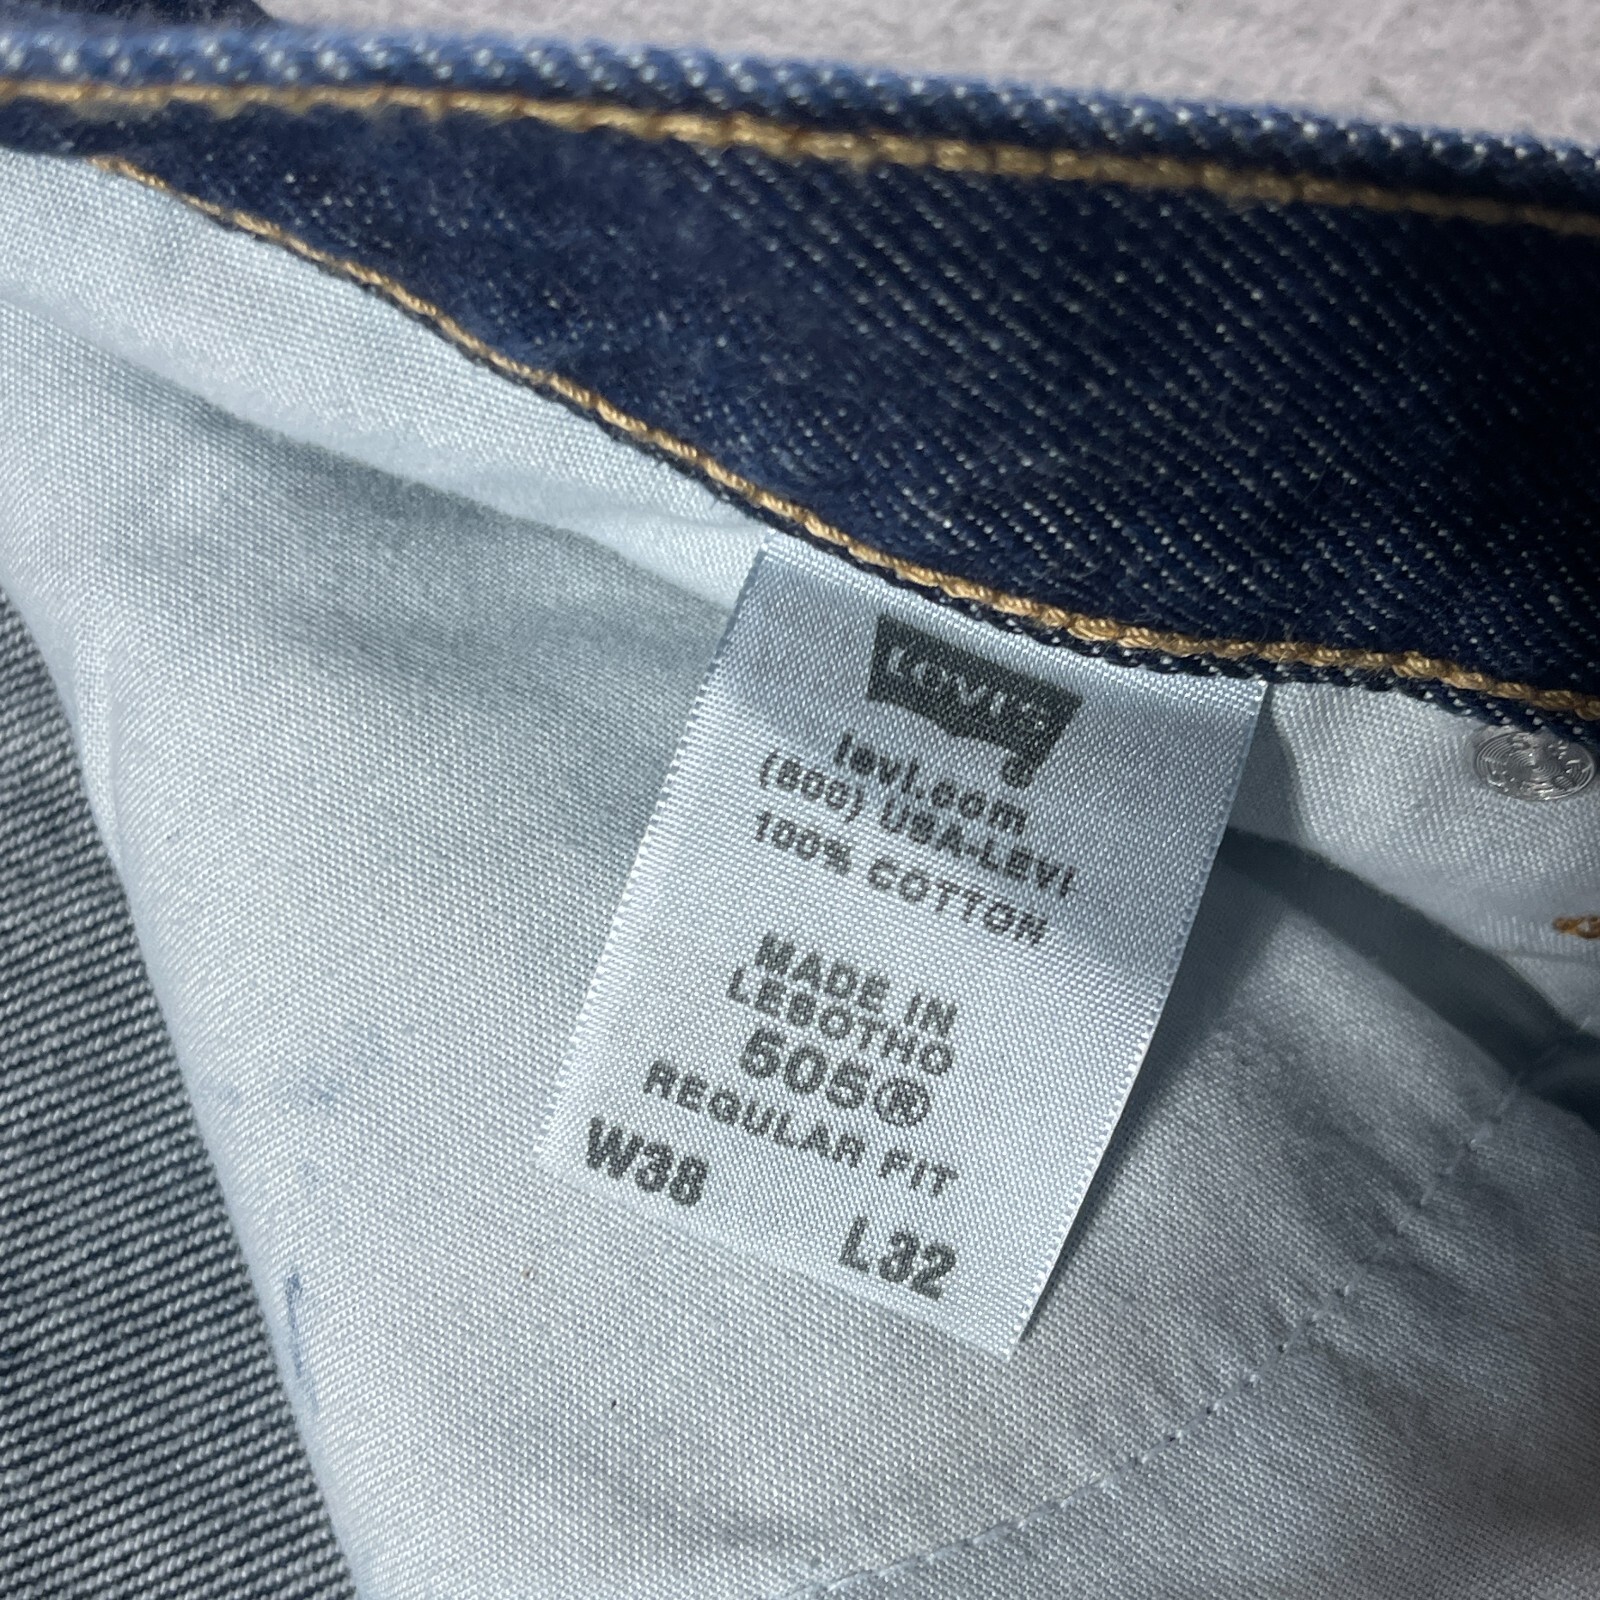 LEVI'S
®
levi.com
(800) USA-LEVI
100% COTTON
MADE IN
LESOTHO
505®
REGULAR FIT
W38 L32